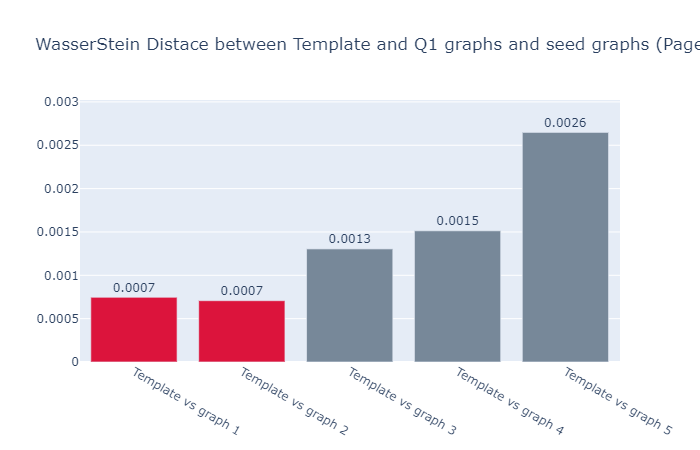 WasserStein Distace between Template and Q1 graphs and seed graphs (Page
0.003
0.0025
0.002
0.0015
0.001
0.0005
0
0.0007
0.0007
0.0013
0.0015
0.0026
Template vs graph 1
Template vs graph 2
Template vs graph 3
Template vs graph 4
Template vs graph 5